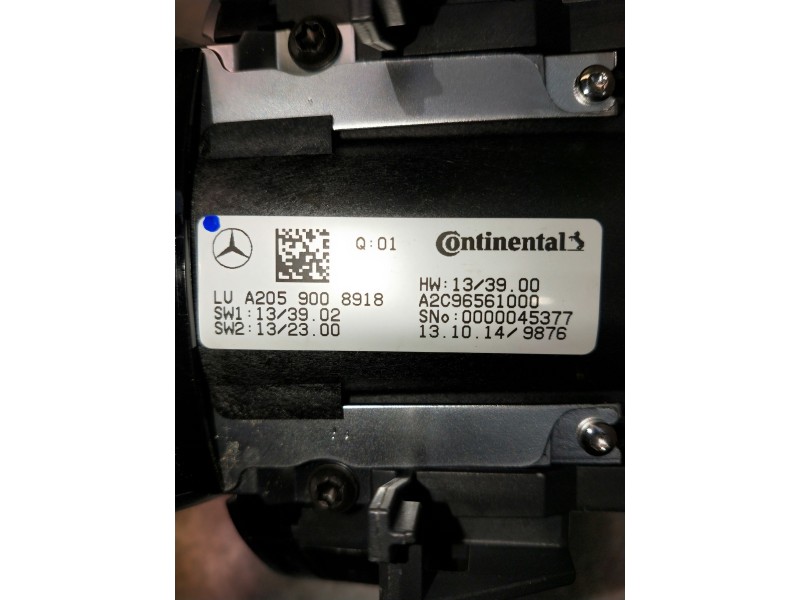 Q:01
Continental
LU A205 900 8918
SW1:13/39.02
SW2:13/23.00
HW:13/39.00
A2C96561000
SNo:0000045377
13.10.14/9876